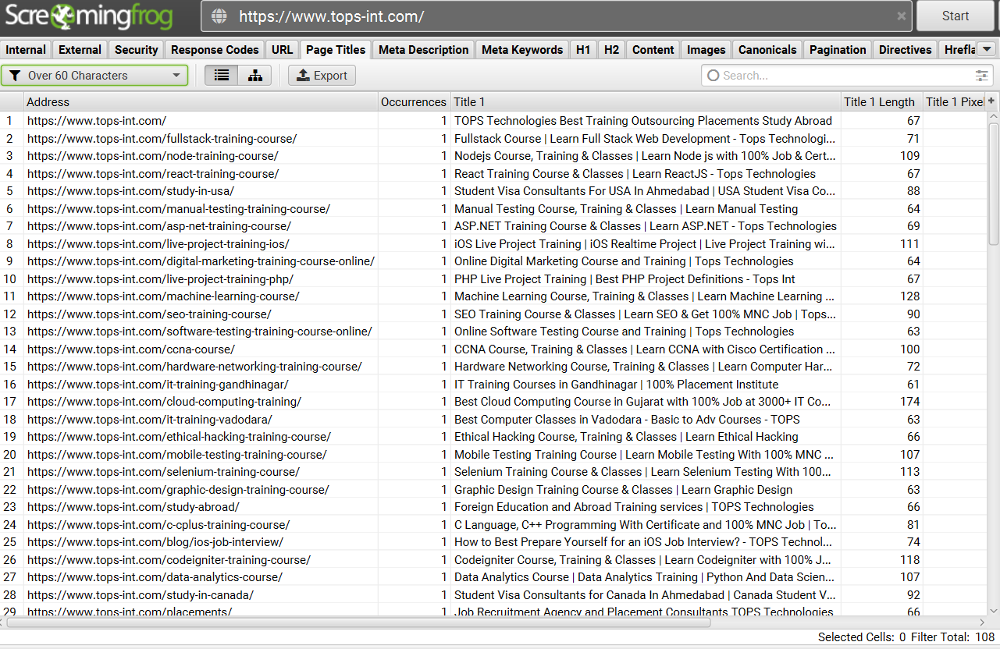 Screamingfrog
https://www.tops-int.com/ × Start
Internal External Security Response Codes URL Page Titles Meta Description Meta Keywords H1 H2 Content Images Canonicals Pagination Directives Hrefla
Over 60 Characters Export Search...
Address Occurrences Title 1 Title 1 Length Title 1 Pixel +
1 https://www.tops-int.com/ 1 TOPS Technologies Best Training Outsourcing Placements Study Abroad 67
2 https://www.tops-int.com/fullstack-training-course/ 1 Fullstack Course | Learn Full Stack Web Development - Tops Technologi... 71
3 https://www.tops-int.com/node-training-course/ 1 Nodejs Course, Training & Classes | Learn Node js with 100% Job & Cert... 109
4 https://www.tops-int.com/react-training-course/ 1 React Training Course & Classes | Learn ReactJS - Tops Technologies 67
5 https://www.tops-int.com/study-in-usa/ 1 Student Visa Consultants For USA In Ahmedabad | USA Student Visa Co... 88
6 https://www.tops-int.com/manual-testing-training-course/ 1 Manual Testing Course, Training & Classes | Learn Manual Testing 64
7 https://www.tops-int.com/asp-net-training-course/ 1 ASP.NET Training Course & Classes | Learn ASP.NET - Tops Technologies 69
8 https://www.tops-int.com/live-project-training-ios/ 1 iOS Live Project Training | iOS Realtime Project | Live Project Training wi... 111
9 https://www.tops-int.com/digital-marketing-training-course-online/ 1 Online Digital Marketing Course and Training | Tops Technologies 64
10 https://www.tops-int.com/live-project-training-php/ 1 PHP Live Project Training | Best PHP Project Definitions - Tops Int 67
11 https://www.tops-int.com/machine-learning-course/ 1 Machine Learning Course, Training & Classes | Learn Machine Learning ... 128
12 https://www.tops-int.com/seo-training-course/ 1 SEO Training Course & Classes | Learn SEO & Get 100% MNC Job | Tops... 90
13 https://www.tops-int.com/software-testing-training-course-online/ 1 Online Software Testing Course and Training | Tops Technologies 63
14 https://www.tops-int.com/ccna-course/ 1 CCNA Course, Training & Classes | Learn CCNA with Cisco Certification ... 100
15 https://www.tops-int.com/hardware-networking-training-course/ 1 Hardware Networking Course, Training & Classes | Learn Computer Har... 72
16 https://www.tops-int.com/it-training-gandhinagar/ 1 IT Training Courses in Gandhinagar | 100% Placement Institute 61
17 https://www.tops-int.com/cloud-computing-training/ 1 Best Cloud Computing Course in Gujarat with 100% Job at 3000+ IT Co... 174
18 https://www.tops-int.com/it-training-vadodara/ 1 Best Computer Classes in Vadodara - Basic to Adv Courses - TOPS 63
19 https://www.tops-int.com/ethical-hacking-training-course/ 1 Ethical Hacking Course, Training & Classes | Learn Ethical Hacking 66
20 https://www.tops-int.com/mobile-testing-training-course/ 1 Mobile Testing Training Course | Learn Mobile Testing With 100% MNC ... 107
21 https://www.tops-int.com/selenium-training-course/ 1 Selenium Training Course & Classes | Learn Selenium Testing With 100... 113
22 https://www.tops-int.com/graphic-design-training-course/ 1 Graphic Design Training Course & Classes | Learn Graphic Design 63
23 https://www.tops-int.com/study-abroad/ 1 Foreign Education and Abroad Training services | TOPS Technologies 66
24 https://www.tops-int.com/c-cplus-training-course/ 1 C Language, C++ Programming With Certificate and 100% MNC Job | To... 81
25 https://www.tops-int.com/blog/ios-job-interview/ 1 How to Best Prepare Yourself for an iOS Job Interview? - TOPS Technol... 74
26 https://www.tops-int.com/codeigniter-training-course/ 1 Codeigniter Course, Training & Classes | Learn Codeigniter with 100% J... 118
27 https://www.tops-int.com/data-analytics-course/ 1 Data Analytics Course | Data Analytics Training | Python And Data Scien... 107
28 https://www.tops-int.com/study-in-canada/ 1 Student Visa Consultants for Canada In Ahmedabad | Canada Student V... 92
29 https://www.tops-int.com/placements/ 1 Job Recruitment Agency and Placement Consultants TOPS Technologies 66
Selected Cells: 0 Filter Total: 108